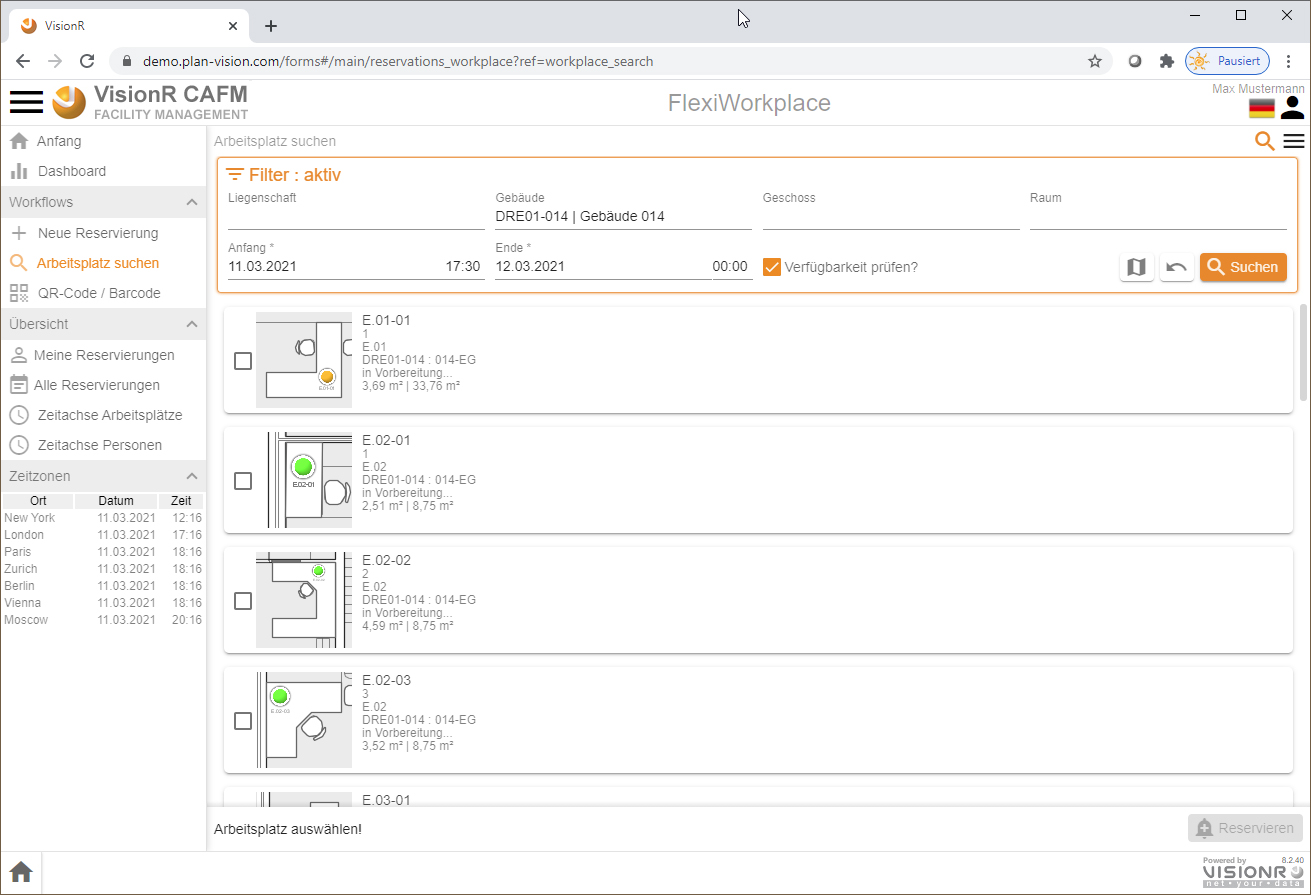 VisionR
demo.plan-vision.com/forms#/main/reservations_workplace?ref=workplace_search
Pausiert
VisionR CAFM
FACILITY MANAGEMENT
FlexiWorkplace
Max Mustermann
Anfang
Dashboard
Workflows
Neue Reservierung
Arbeitsplatz suchen
QR-Code / Barcode
Übersicht
Meine Reservierungen
Alle Reservierungen
Zeitachse Arbeitsplätze
Zeitachse Personen
Zeitzonen
Ort Datum Zeit
New York 11.03.2021 12:16
London 11.03.2021 17:16
Paris 11.03.2021 18:16
Zurich 11.03.2021 18:16
Berlin 11.03.2021 18:16
Vienna 11.03.2021 18:16
Moscow 11.03.2021 20:16
Arbeitsplatz suchen
Filter : aktiv
Liegenschaft Gebäude Geschoss Raum
DRE01-014 | Gebäude 014
Anfang * Ende *
11.03.2021 17:30 12.03.2021 00:00 Verfügbarkeit prüfen? Suchen
E.01-01
1
E.01
DRE01-014 : 014-EG
in Vorbereitung...
3,69 m² | 33,76 m²
E.01-01
E.02-01
1
E.02
DRE01-014 : 014-EG
in Vorbereitung...
2,51 m² | 8,75 m²
E.02-01
E.02-02
2
E.02
DRE01-014 : 014-EG
in Vorbereitung...
4,59 m² | 8,75 m²
E.02-03
3
E.02
DRE01-014 : 014-EG
in Vorbereitung...
3,52 m² | 8,75 m²
E.02-03
E.03-01
Arbeitsplatz auswählen!
Reservieren
Powered by 8.2.40
VISIONR
net • your • data